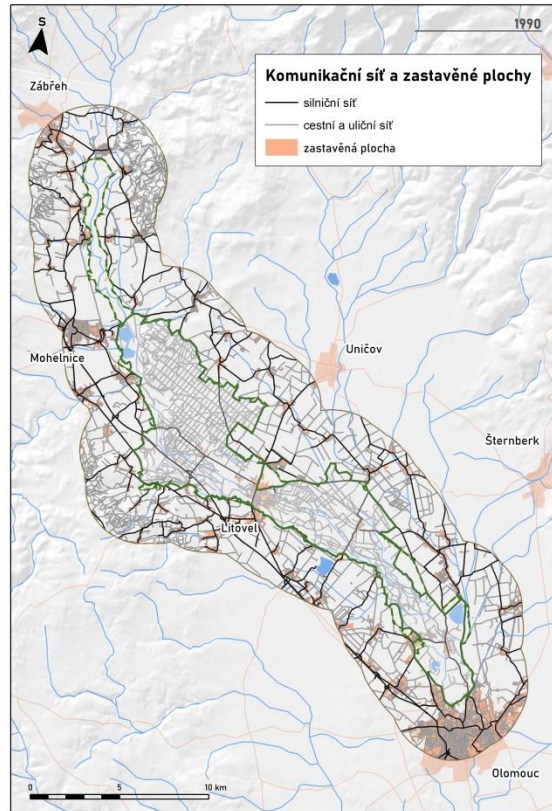 1990
S
Komunikační síť a zastavěné plochy
silniční síť
cestní a uliční síť
zastavěná plocha
Zábřeh
Mohelnice
Uničov
Šternberk
Litovel
Olomouc
0 5 10 km